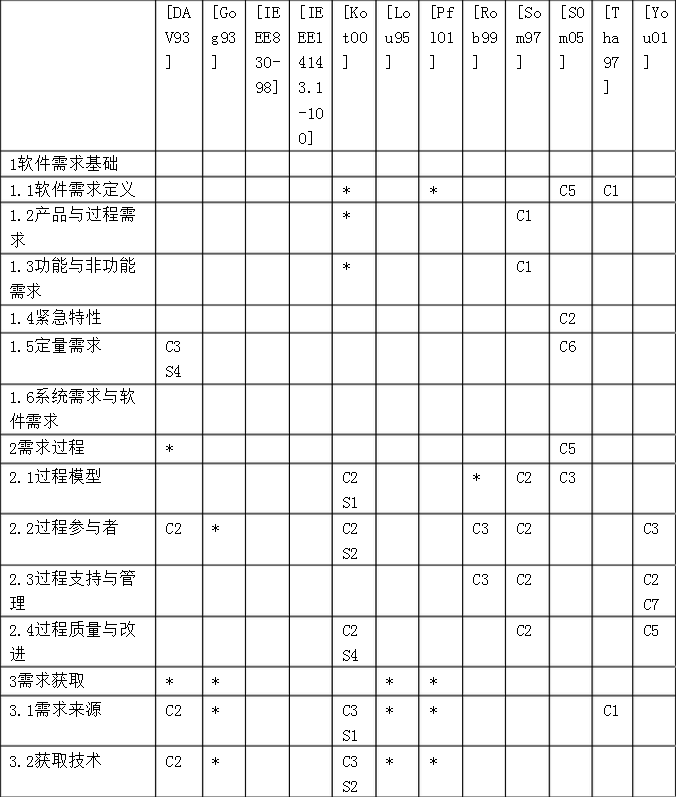 [DAV93] [Gog93] [IEEE830-98] [IEEE14143.1-100] [Kot00] [Lou95] [Pfl01] [Rob99] [Som97] [SOm05] [Tha97] [You01]
1软件需求基础
1.1软件需求定义 * * C5 C1
1.2产品与过程需求 * C1
1.3功能与非功能需求 * C1
1.4紧急特性 C2
1.5定量需求 C3 S4 C6
1.6系统需求与软件需求
2需求过程 * C5
2.1过程模型 C2 S1 * C2 C3
2.2过程参与者 C2 * C2 S2 C3 C2 C3
2.3过程支持与管理 C3 C2 C2 C7
2.4过程质量与改进 C2 S4 C2 C5
3需求获取 * * * *
3.1需求来源 C2 * C3 S1 * * C1
3.2获取技术 C2 * C3 S2 * *